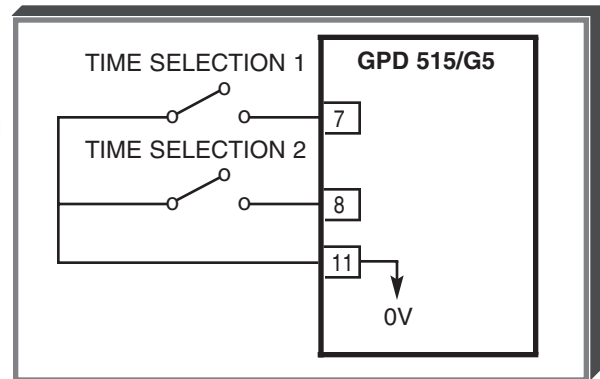 TIME SELECTION 1
GPD 515/G5
7
TIME SELECTION 2
8
11
0V